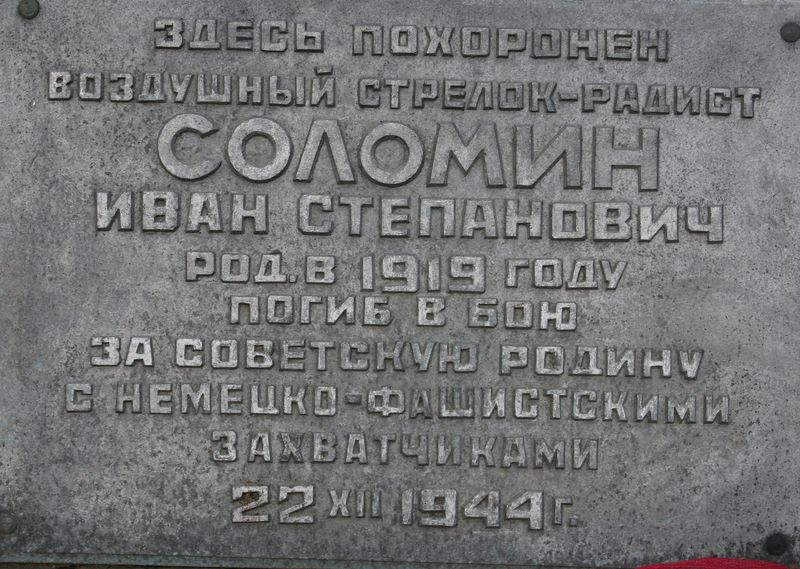 ЗДЕСЬ ПОХОРОНЕН
ВОЗДУШНЫЙ СТРЕЛОК-РАДИСТ
СОЛОМИН
ИВАН СТЕПАНОВИЧ
РОД. В 1919 ГОДУ
ПОГИБ В БОЮ
ЗА СОВЕТСКУЮ РОДИНУ
С НЕМЕЦКО-ФАШИСТСКИМИ
ЗАХВАТЧИКАМИ
22 XII 1944 Г.